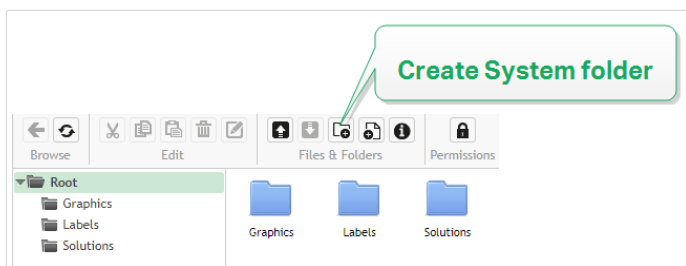 Create System folder
Browse Edit Files & Folders Permissions
Root
Graphics
Labels
Solutions
Graphics Labels Solutions